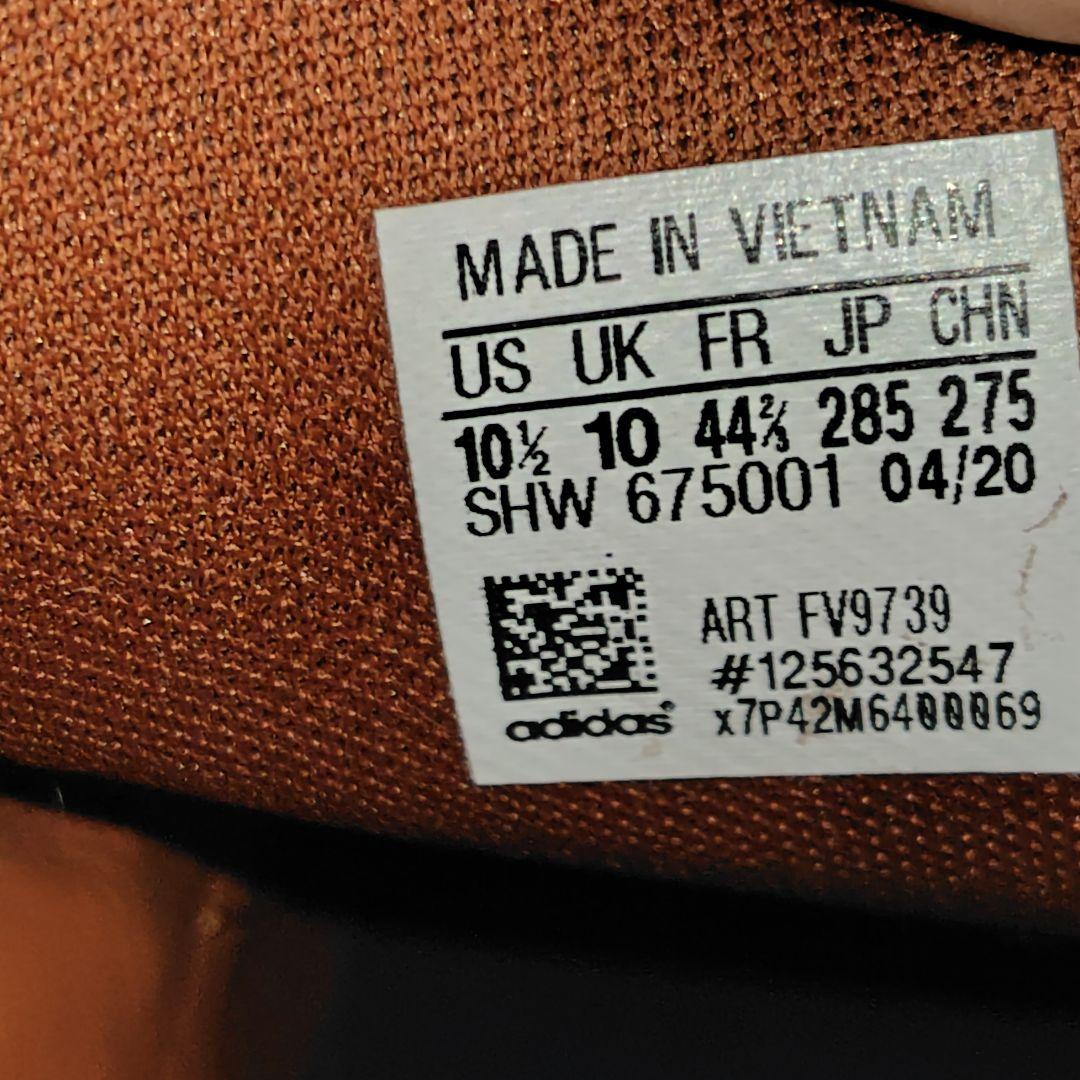 MADE IN VIETNAM
US UK FR JP CHN
10½ 10 44⅔ 285 275
SHW 675001 04/20
ART FV9739
#125632547
adidas® x7P42M6400069